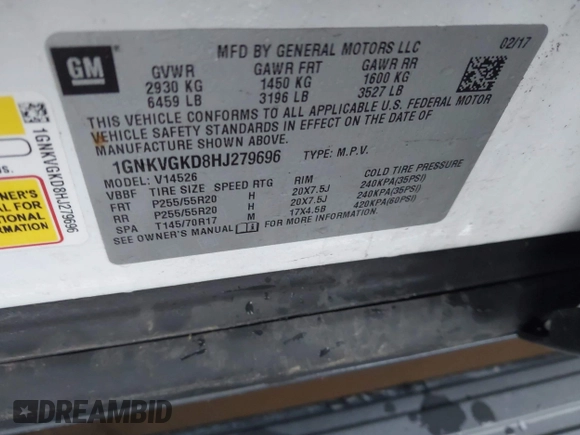 GM
MFD BY GENERAL MOTORS LLC
02/17
GVWR GAWR FRT GAWR RR
2930 KG 1450 KG 1600 KG
6459 LB 3196 LB 3527 LB
THIS VEHICLE CONFORMS TO ALL APPLICABLE U.S. FEDERAL MOTOR
VEHICLE SAFETY STANDARDS IN EFFECT ON THE DATE OF
MANUFACTURE SHOWN ABOVE.
1GNKVGKD8HJ279696 TYPE: M.P.V.
MODEL: V14526
VBBF TIRE SIZE SPEED RTG RIM COLD TIRE PRESSURE
FRT P255/55R20 H 20X7.5J 240KPA(35PSI)
RR P255/55R20 H 20X7.5J 240KPA(35PSI)
SPA T145/70R17 M 17X4.5B 420KPA(60PSI)
SEE OWNER'S MANUAL FOR MORE INFORMATION.
1GNKVGKD8HJ279696
OWNER'S
AL FOR
TIONAL
RMATION
DREAMBID